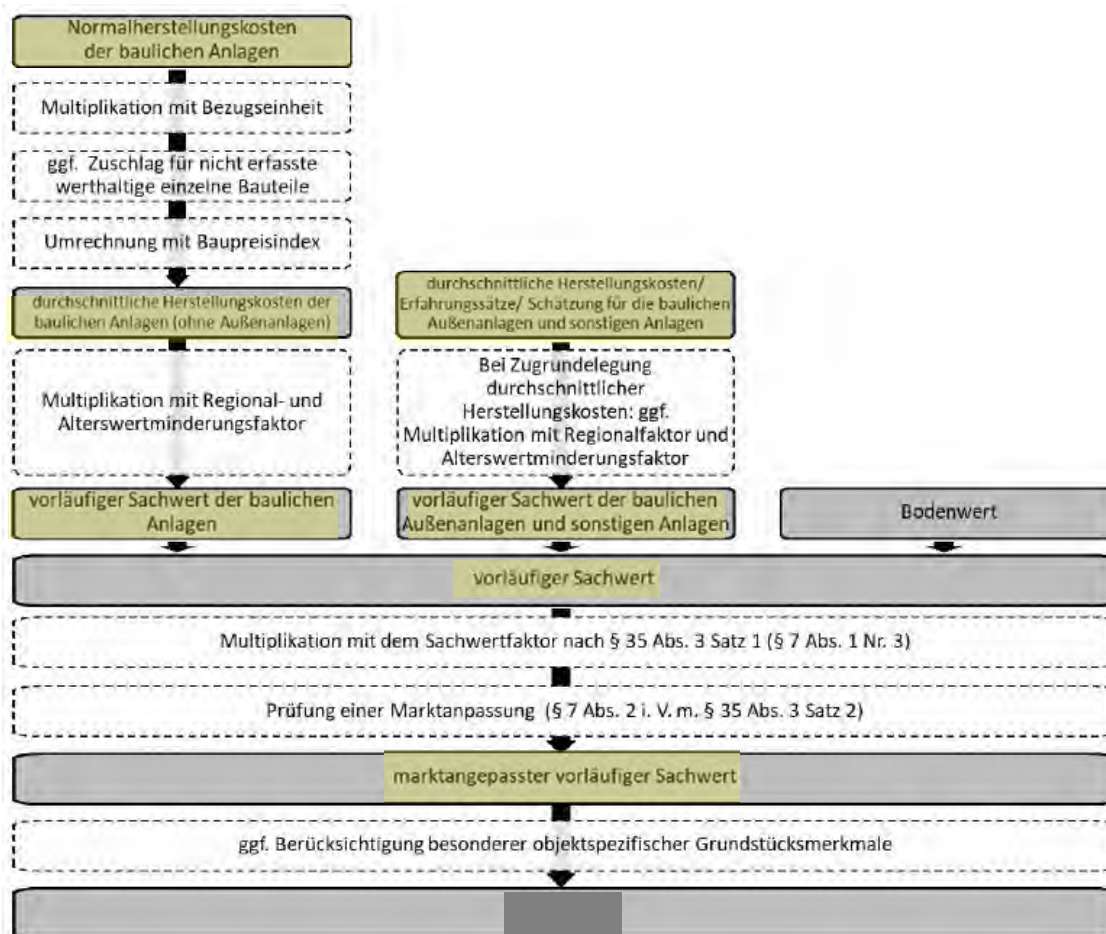 Normalherstellungskosten
der baulichen Anlagen
Multiplikation mit Bezugseinheit
ggf. Zuschlag für nicht erfasste
werthaltige einzelne Bauteile
Umrechnung mit Baupreisindex
durchschnittliche Herstellungskosten der
baulichen Anlagen (ohne Außenanlagen)
Multiplikation mit Regional- und
Alterswertminderungsfaktor
vorläufiger Sachwert der baulichen
Anlagen
durchschnittliche Herstellungskosten/
Erfahrungssätze/ Schätzung für die baulichen
Außenanlagen und sonstigen Anlagen
Bei Zugrundelegung
durchschnittlicher
Herstellungskosten: ggf.
Multiplikation mit Regionalfaktor und
Alterswertminderungsfaktor
vorläufiger Sachwert der baulichen
Außenanlagen und sonstigen Anlagen
Bodenwert
vorläufiger Sachwert
Multiplikation mit dem Sachwertfaktor nach § 35 Abs. 3 Satz 1 (§ 7 Abs. 1 Nr. 3)
Prüfung einer Marktanpassung (§ 7 Abs. 2 i. V. m. § 35 Abs. 3 Satz 2)
marktangepasster vorläufiger Sachwert
ggf. Berücksichtigung besonderer objektspezifischer Grundstücksmerkmale